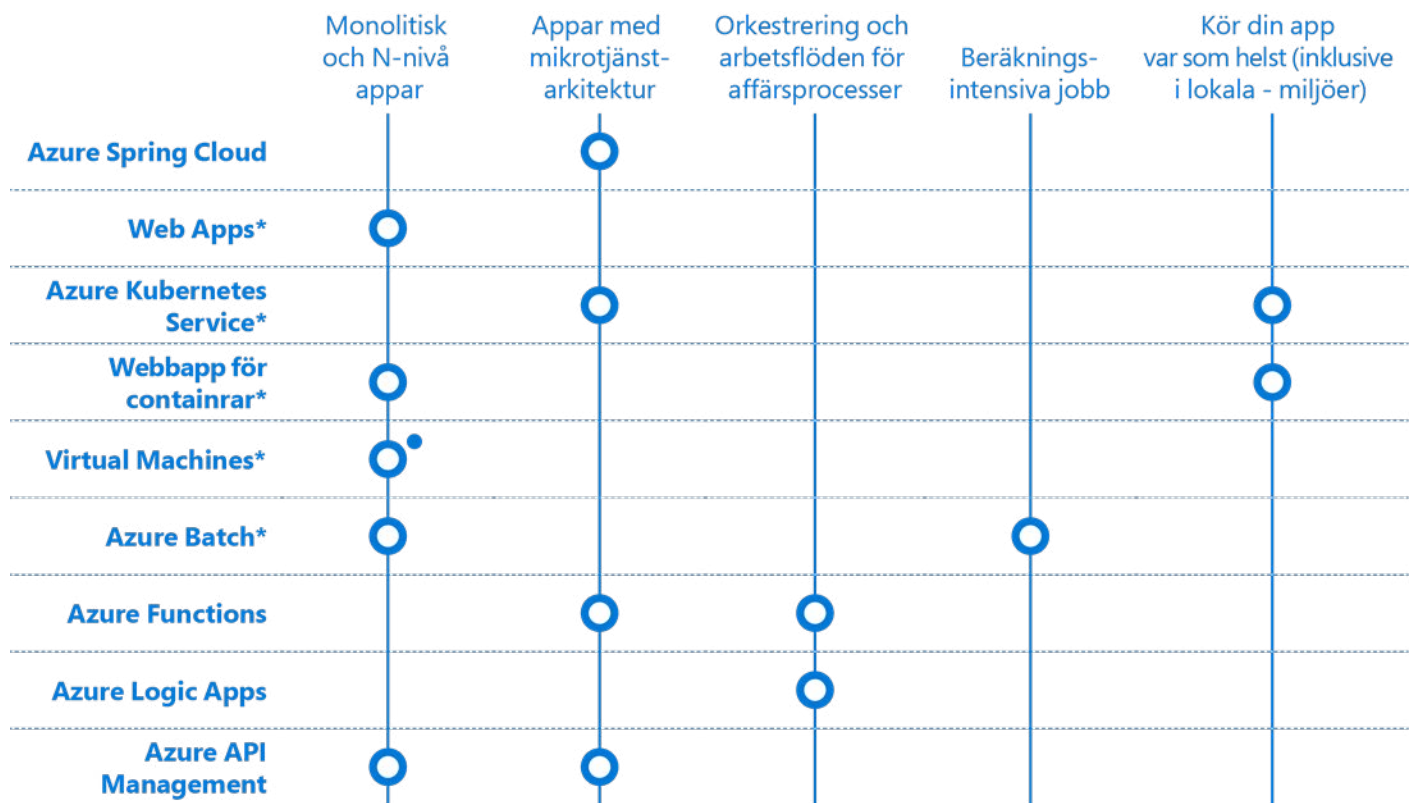 Monolitisk
och N-nivå
appar
Appar med
mikrotjänst-
arkitektur
Orkestrering och
arbetsflöden för
affärsprocesser
Beräknings-
intensiva jobb
Kör din app
var som helst (inklusive
i lokala - miljöer)
Azure Spring Cloud
Web Apps*
Azure Kubernetes
Service*
Webbapp för
containrar*
Virtual Machines*
Azure Batch*
Azure Functions
Azure Logic Apps
Azure API
Management